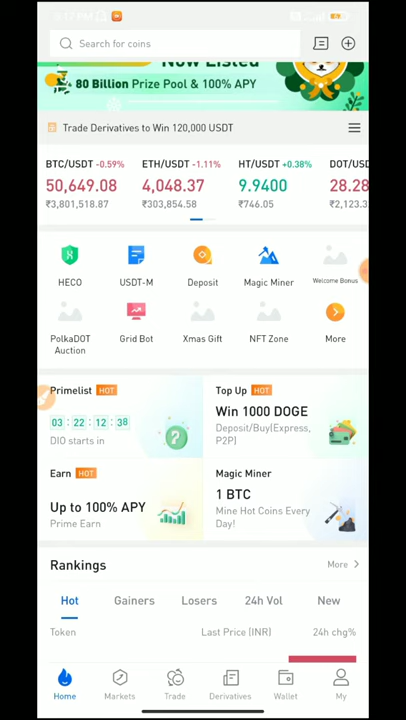 5:17 PM
Search for coins
Now Listed
80 Billion Prize Pool & 100% APY
Trade Derivatives to Win 120,000 USDT
BTC/USDT -0.59% ETH/USDT -1.11% HT/USDT +0.38% DOT/USD
50,649.08 4,048.37 9.9400 28.28
₹3,801,518.87 ₹303,854.58 ₹746.05 ₹2,123.3
HECO USDT-M Deposit Magic Miner Welcome Bonus
PolkaDOT Grid Bot Xmas Gift NFT Zone More
Auction
Primelist HOT
03 : 22 : 12 : 38
DIO starts in
Top Up HOT
Win 1000 DOGE
Deposit/Buy(Express,
P2P)
Earn HOT
Up to 100% APY
Prime Earn
Magic Miner
1 BTC
Mine Hot Coins Every
Day!
Rankings More
Hot Gainers Losers 24h Vol New
Token Last Price (INR) 24h chg%
Home Markets Trade Derivatives Wallet My